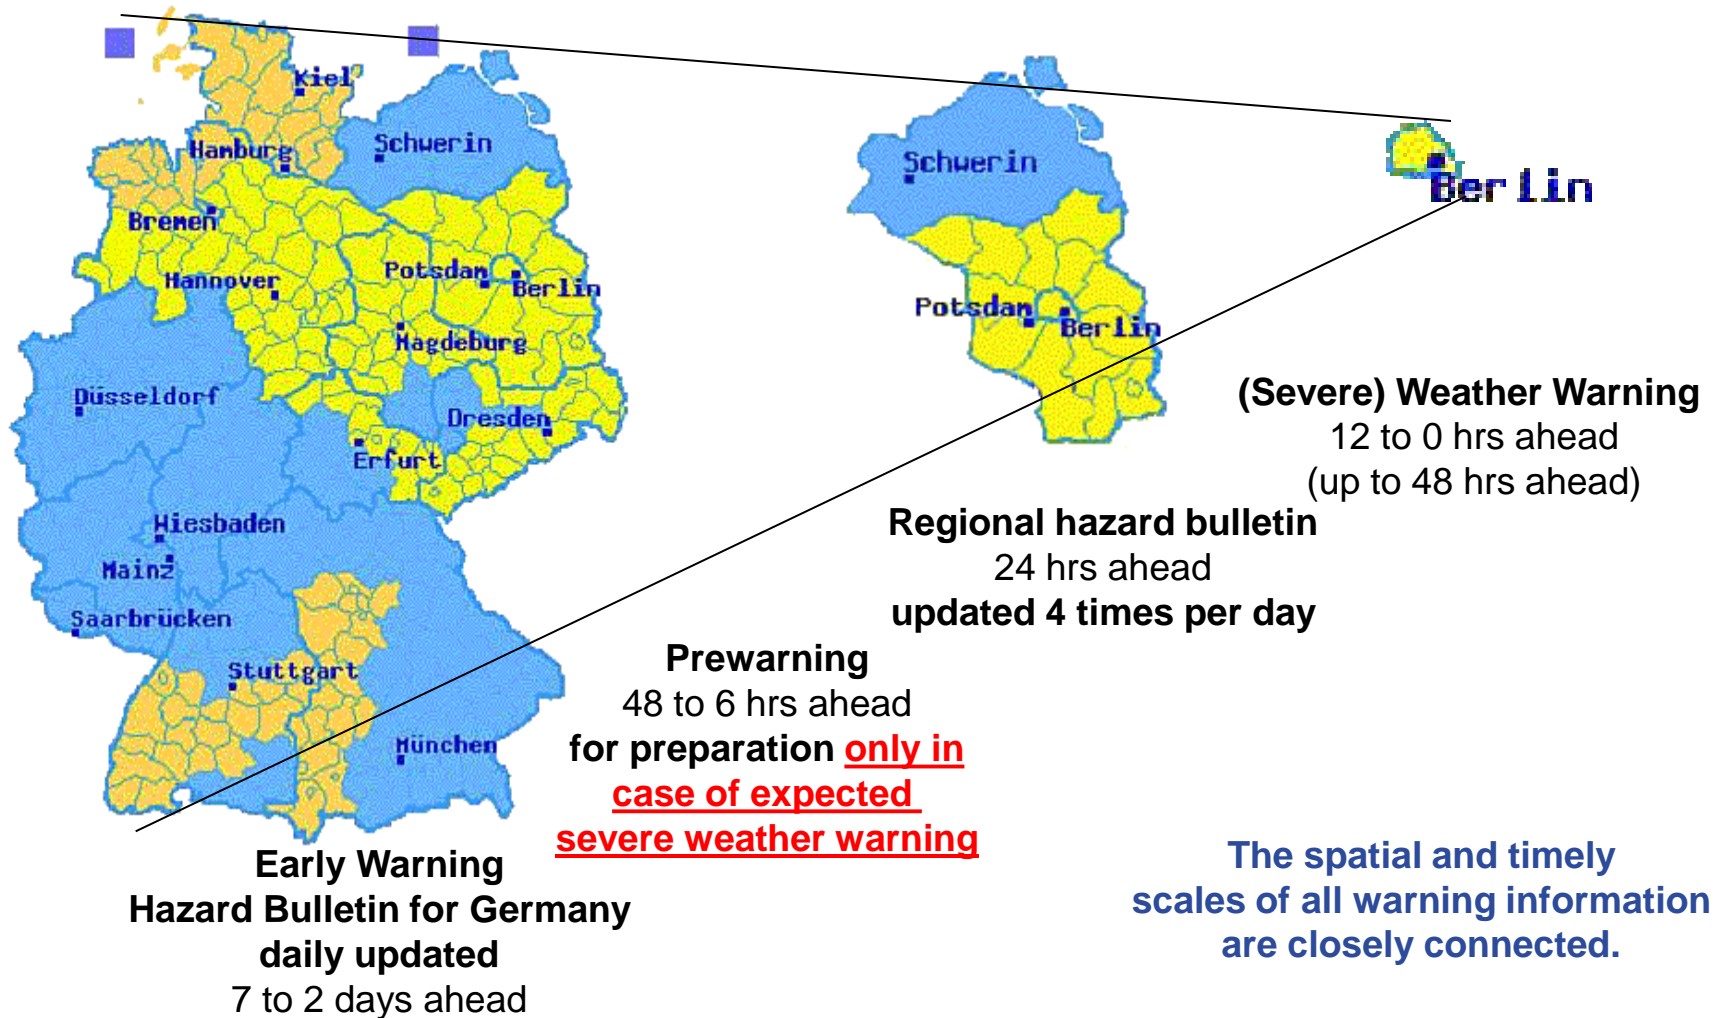 Kiel
Schwerin
Hamburg
Bremen
Hannover
Potsdam
Berlin
Magdeburg
Düsseldorf
Dresden
Erfurt
Wiesbaden
Mainz
Saarbrücken
Stuttgart
München
Schwerin
Potsdam
Berlin
Berlin
(Severe) Weather Warning
12 to 0 hrs ahead
(up to 48 hrs ahead)
Regional hazard bulletin
24 hrs ahead
updated 4 times per day
Prewarning
48 to 6 hrs ahead
for preparation only in
case of expected
severe weather warning
Early Warning
Hazard Bulletin for Germany
daily updated
7 to 2 days ahead
The spatial and timely
scales of all warning information
are closely connected.